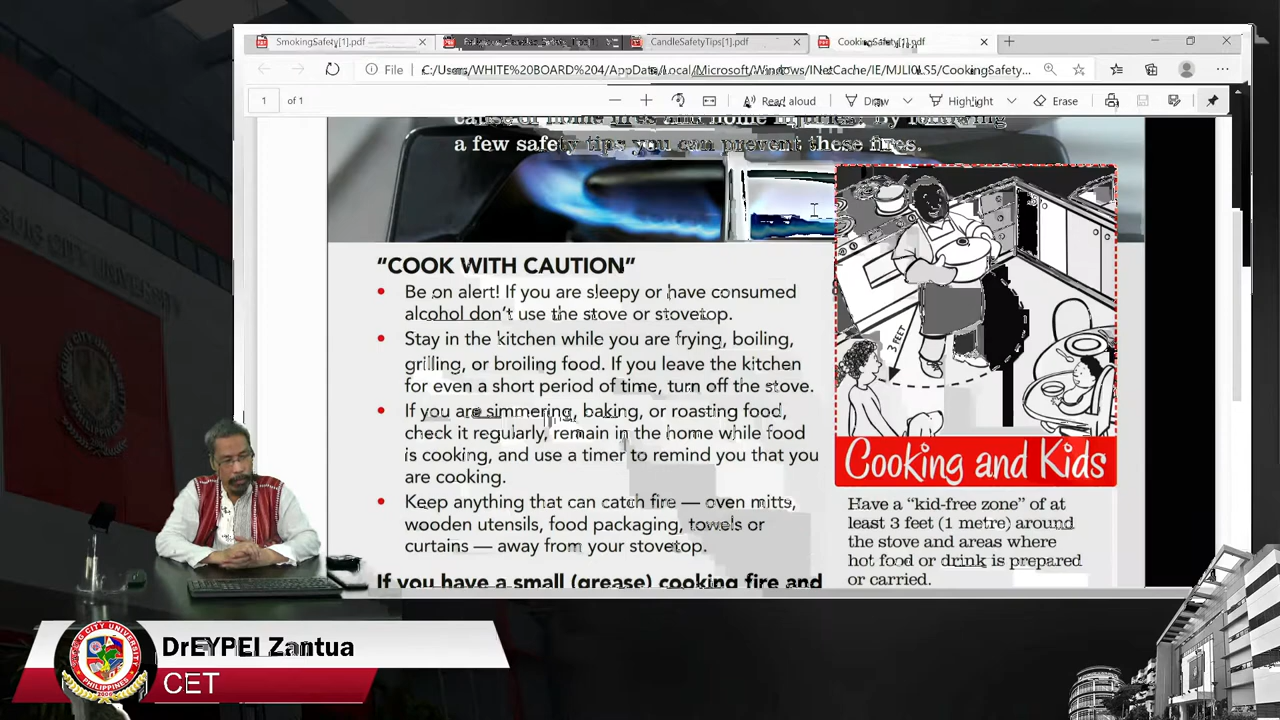 SmokingSafety[1].pdf
CandleSafetyTips[1].pdf
CookingSafety[1].pdf
File
C:/Users/WHITE%20BOARD%204/AppData/Local/Microsoft/Windows/INetCache/IE/MJLI0LS5/CookingSafety...
1 of 1
Read aloud
Draw
Highlight
Erase
cause of home fires and home injuries. By following
a few safety tips you can prevent these fires.
"COOK WITH CAUTION"
• Be on alert! If you are sleepy or have consumed
alcohol don't use the stove or stovetop.
• Stay in the kitchen while you are frying, boiling,
grilling, or broiling food. If you leave the kitchen
for even a short period of time, turn off the stove.
• If you are simmering, baking, or roasting food,
check it regularly, remain in the home while food
is cooking, and use a timer to remind you that you
are cooking.
• Keep anything that can catch fire — oven mitts,
wooden utensils, food packaging, towels or
curtains — away from your stovetop.
If you have a small (grease) cooking fire and
3 FEET
Cooking and Kids
Have a "kid-free zone" of at
least 3 feet (1 metre) around
the stove and areas where
hot food or drink is prepared
or carried.
DrEYPEI Zantua
CET